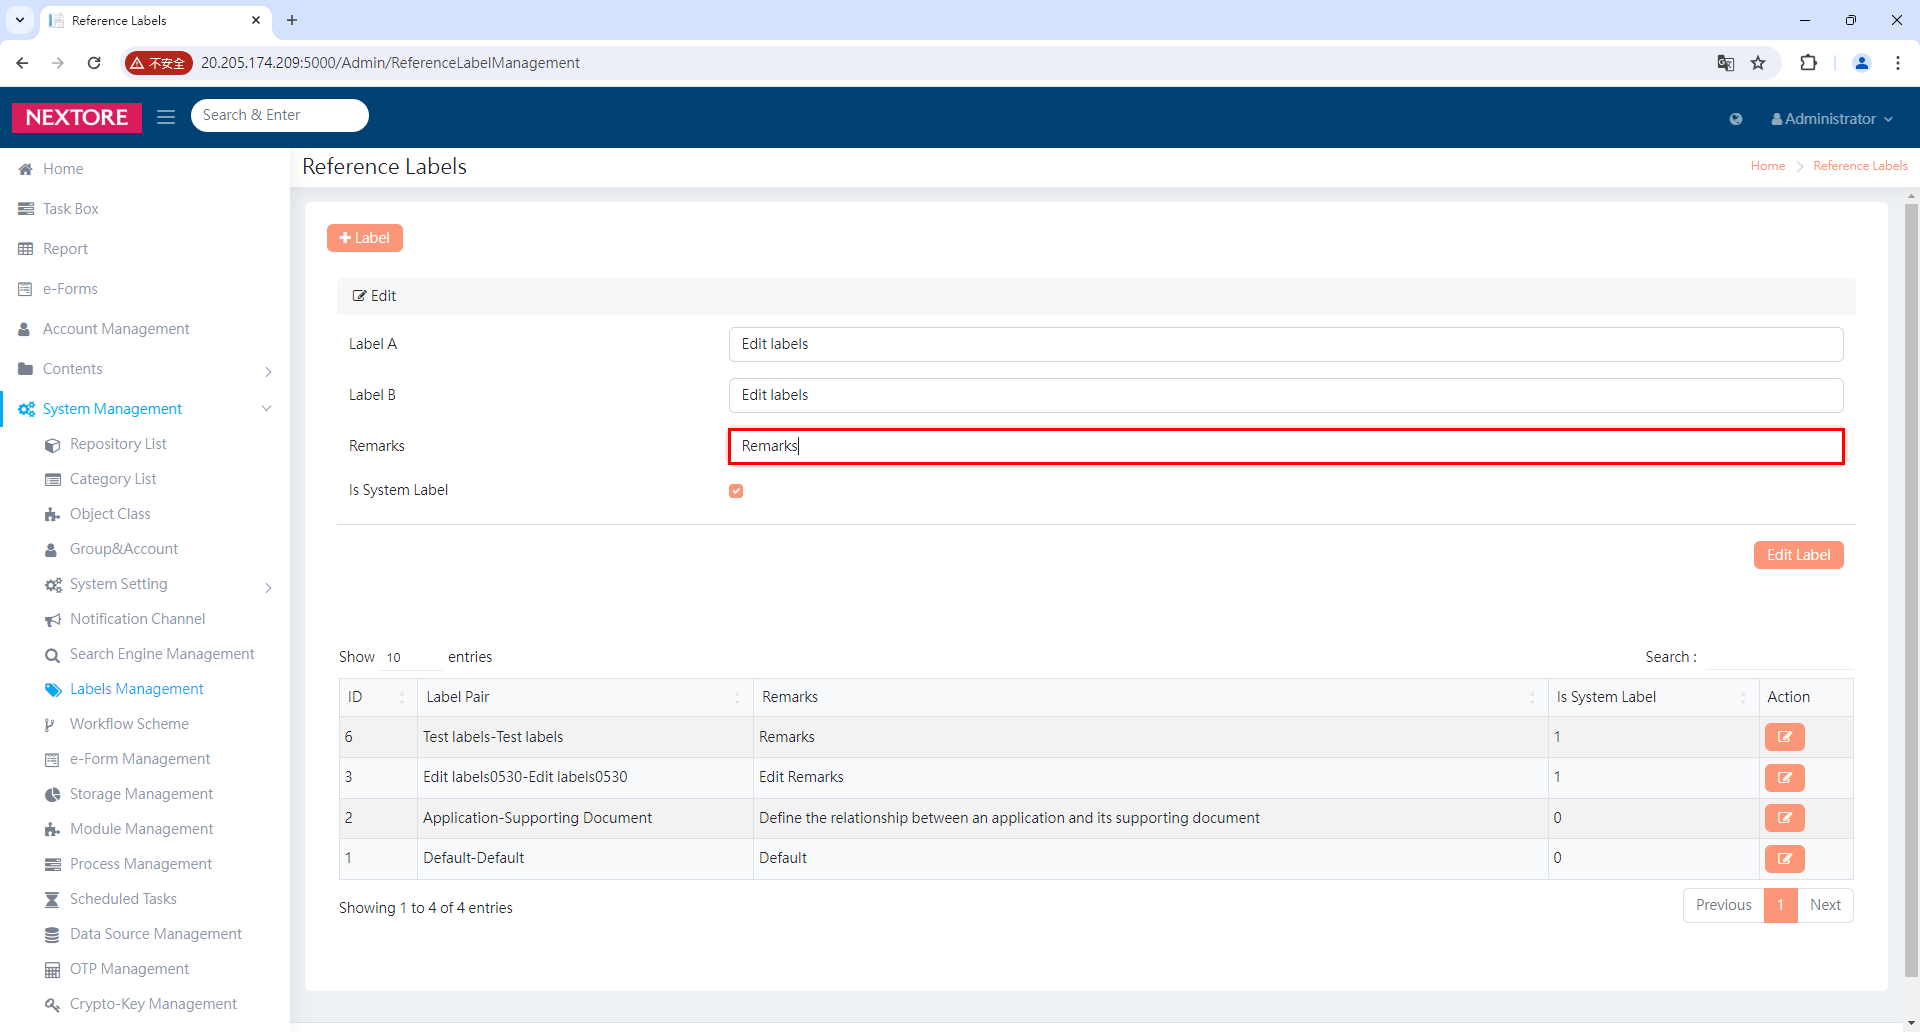 Reference Labels
不安全
20.205.174.209:5000/Admin/ReferenceLabelManagement
NEXTORE
Search & Enter
Administrator
Home
Task Box
Report
e-Forms
Account Management
Contents
System Management
Repository List
Category List
Object Class
Group&Account
System Setting
Notification Channel
Search Engine Management
Labels Management
Workflow Scheme
e-Form Management
Storage Management
Module Management
Process Management
Scheduled Tasks
Data Source Management
OTP Management
Crypto-Key Management
Reference Labels
Home Reference Labels
Label
Edit
Label A Edit labels
Label B Edit labels
Remarks Remarks
Is System Label
Edit Label
Show 10 entries Search :
ID Label Pair Remarks Is System Label Action
6 Test labels-Test labels Remarks 1
3 Edit labels0530-Edit labels0530 Edit Remarks 1
2 Application-Supporting Document Define the relationship between an application and its supporting document 0
1 Default-Default Default 0
Showing 1 to 4 of 4 entries Previous 1 Next